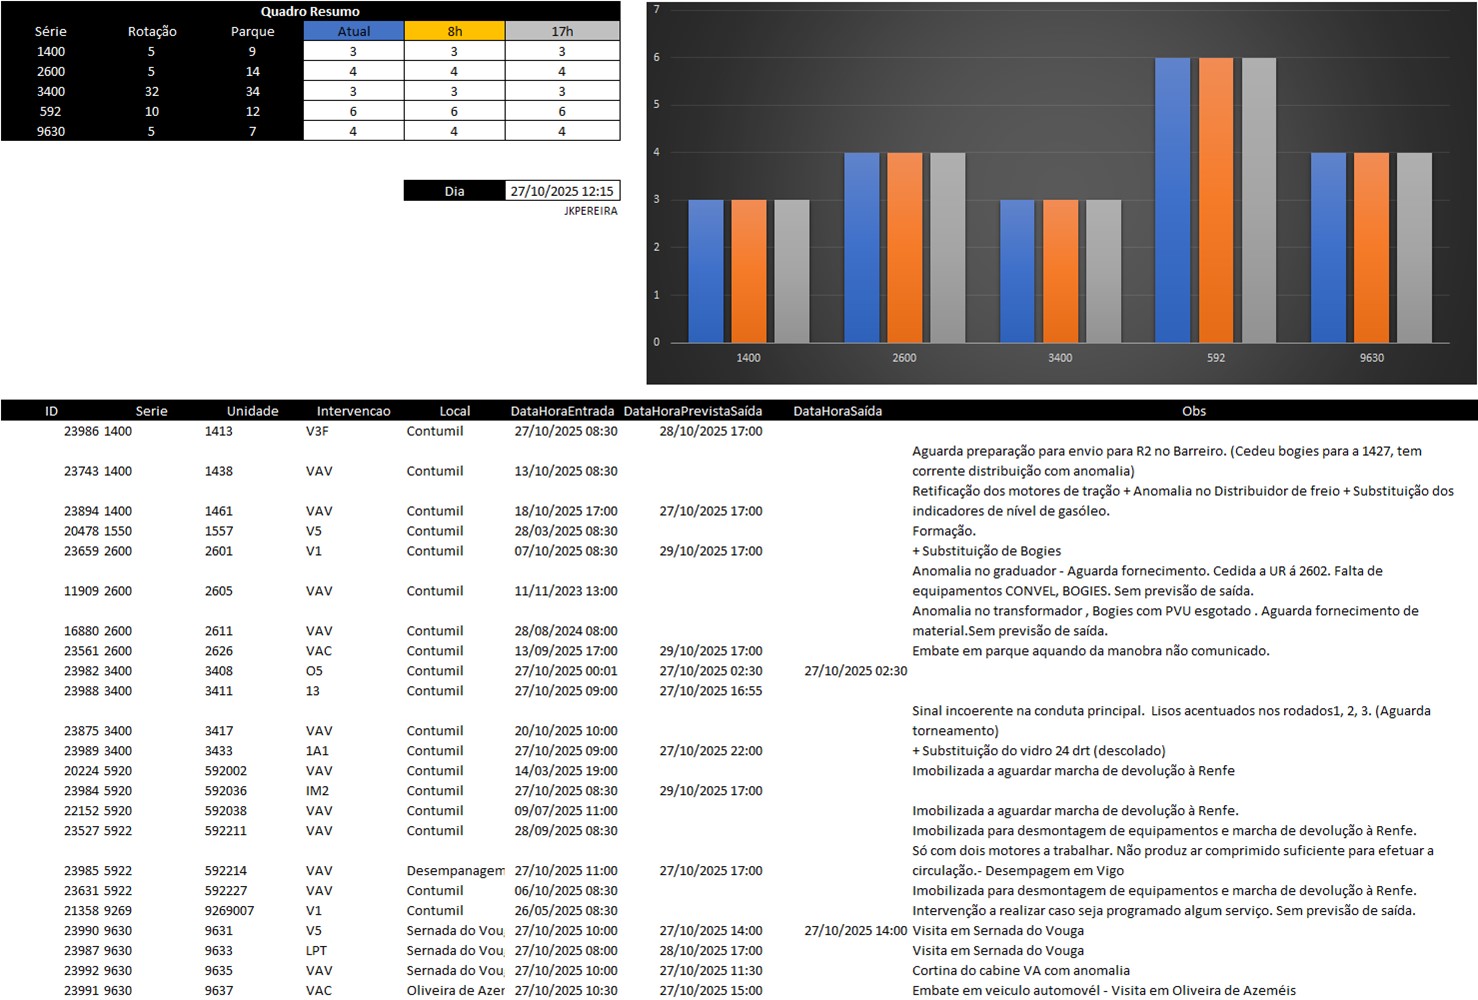 Quadro Resumo
Série Rotação Parque Atual 8h 17h
1400 5 9 3 3 3
2600 5 14 4 4 4
3400 32 34 3 3 3
592 10 12 6 6 6
9630 5 7 4 4 4
Dia 27/10/2025 12:15
JKPEREIRA
7
6
5
4
3
2
1
0
1400 2600 3400 592 9630
ID Serie Unidade Intervencao Local DataHoraEntrada DataHoraPrevistaSaída DataHoraSaída Obs
23986 1400 1413 V3F Contumil 27/10/2025 08:30 28/10/2025 17:00
Aguarda preparação para envio para R2 no Barreiro. (Cedeu bogies para a 1427, tem
23743 1400 1438 VAV Contumil 13/10/2025 08:30 corrente distribuição com anomalia)
Retificação dos motores de tração + Anomalia no Distribuidor de freio + Substituição dos
23894 1400 1461 VAV Contumil 18/10/2025 17:00 27/10/2025 17:00 indicadores de nível de gasóleo.
20478 1550 1557 V5 Contumil 28/03/2025 08:30 Formação.
23659 2600 2601 V1 Contumil 07/10/2025 08:30 29/10/2025 17:00 + Substituição de Bogies
Anomalia no graduador - Aguarda fornecimento. Cedida a UR á 2602. Falta de
11909 2600 2605 VAV Contumil 11/11/2023 13:00 equipamentos CONVEL, BOGIES. Sem previsão de saída.
Anomalia no transformador , Bogies com PVU esgotado . Aguarda fornecimento de
16880 2600 2611 VAV Contumil 28/08/2024 08:00 material.Sem previsão de saída.
23561 2600 2626 VAC Contumil 13/09/2025 17:00 29/10/2025 17:00 Embate em parque aquando da manobra não comunicado.
23982 3400 3408 O5 Contumil 27/10/2025 00:01 27/10/2025 02:30 27/10/2025 02:30
23988 3400 3411 13 Contumil 27/10/2025 09:00 27/10/2025 16:55
Sinal incoerente na conduta principal.  Lisos acentuados nos rodados1, 2, 3. (Aguarda
23875 3400 3417 VAV Contumil 20/10/2025 10:00 torneamento)
23989 3400 3433 1A1 Contumil 27/10/2025 09:00 27/10/2025 22:00 + Substituição do vidro 24 drt (descolado)
20224 5920 592002 VAV Contumil 14/03/2025 19:00 Imobilizada a aguardar marcha de devolução à Renfe
23984 5920 592036 IM2 Contumil 27/10/2025 08:30 29/10/2025 17:00
22152 5920 592038 VAV Contumil 09/07/2025 11:00 Imobilizada a aguardar marcha de devolução à Renfe.
23527 5922 592211 VAV Contumil 28/09/2025 08:30 Imobilizada para desmontagem de equipamentos e marcha de devolução à Renfe.
Só com dois motores a trabalhar. Não produz ar comprimido suficiente para efetuar a
23985 5922 592214 VAV Desempanagem 27/10/2025 11:00 27/10/2025 17:00 circulação.- Desempagem em Vigo
23631 5922 592227 VAV Contumil 06/10/2025 08:30 Imobilizada para desmontagem de equipamentos e marcha de devolução à Renfe.
21358 9269 9269007 V1 Contumil 26/05/2025 08:30 Intervenção a realizar caso seja programado algum serviço. Sem previsão de saída.
23990 9630 9631 V5 Sernada do Vou 27/10/2025 10:00 27/10/2025 14:00 27/10/2025 14:00 Visita em Sernada do Vouga
23987 9630 9633 LPT Sernada do Vou 27/10/2025 08:00 28/10/2025 17:00 Visita em Sernada do Vouga
23992 9630 9635 VAV Sernada do Vou 27/10/2025 10:00 27/10/2025 11:30 Cortina do cabine VA com anomalia
23991 9630 9637 VAC Oliveira de Azer 27/10/2025 10:30 27/10/2025 15:00 Embate em veiculo automovél - Visita em Oliveira de Azeméis